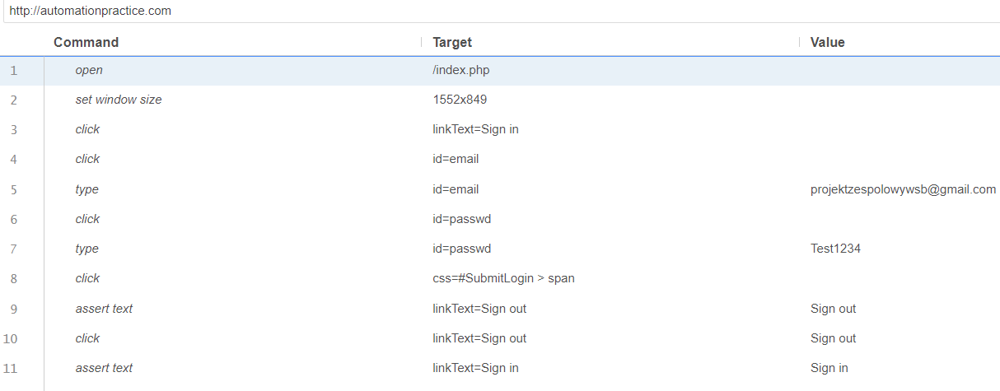 http://automationpractice.com
Command Target Value
1 open /index.php
2 set window size 1552x849
3 click linkText=Sign in
4 click id=email
5 type id=email projektzespolowywsb@gmail.com
6 click id=passwd
7 type id=passwd Test1234
8 click css=#SubmitLogin > span
9 assert text linkText=Sign out Sign out
10 click linkText=Sign out Sign out
11 assert text linkText=Sign in Sign in